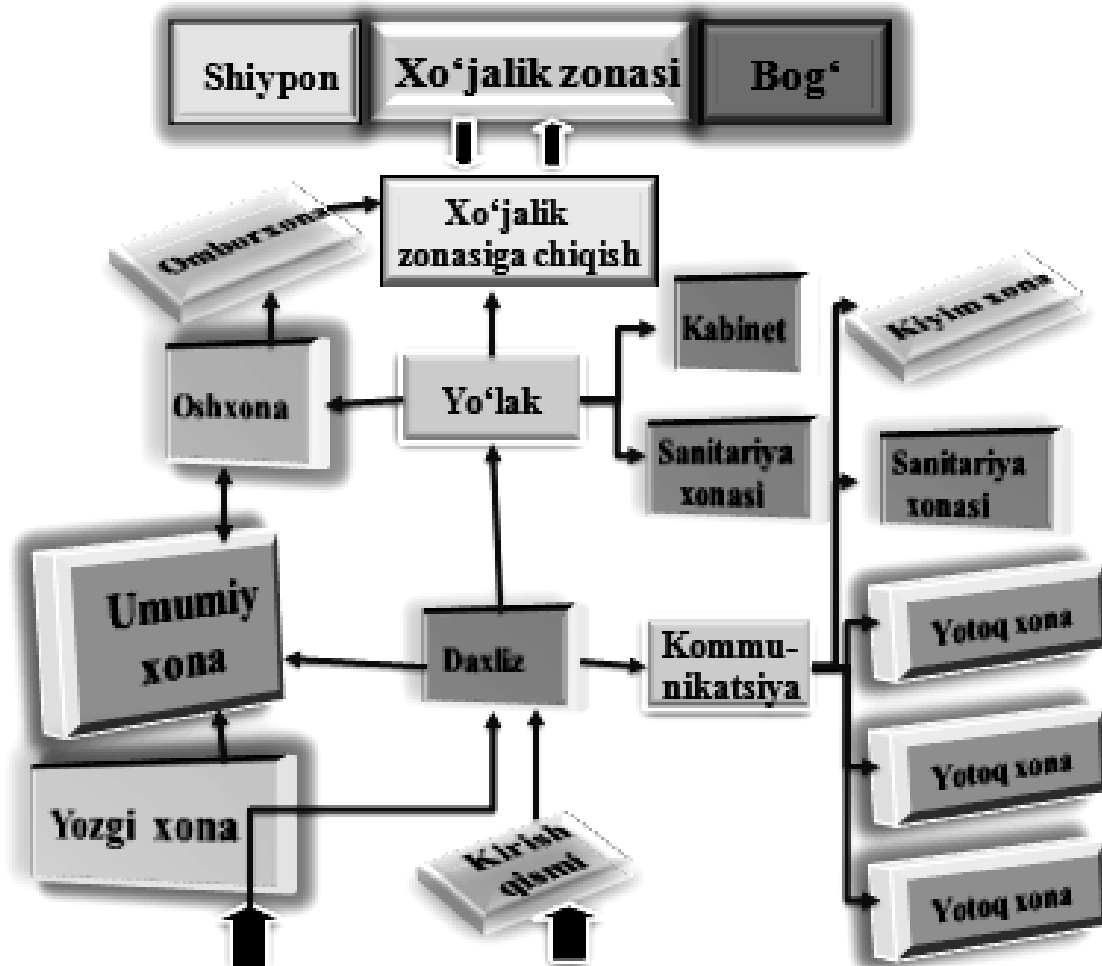 Shiypon
Xo‘jalik zonasi
Bog‘
Xo‘jalik
zonasiga chiqish
Omborxona
Kabinet
Kiyim xona
Oshxona
Yo‘lak
Sanitariya
xonasi
Sanitariya
xonasi
Umumiy
xona
Daxliz
Kommu-
nikatsiya
Yotoq xona
Yotoq xona
Yozgi xona
Kirish
qismi
Yotoq xona